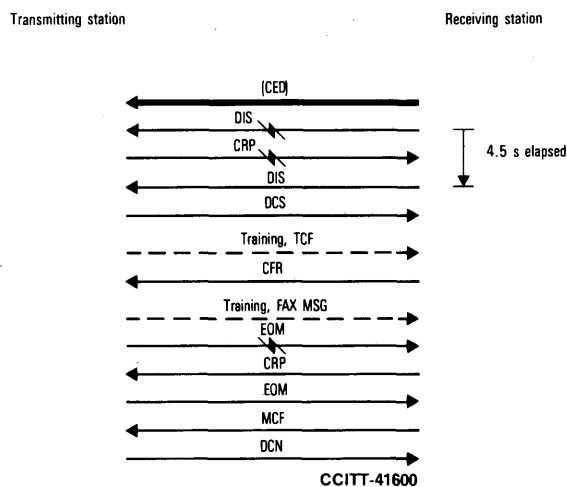 Transmitting station
Receiving station
(CED)
DIS
CRP
4.5 s elapsed
DIS
DCS
Training, TCF
CFR
Training, FAX MSG
EOM
CRP
EOM
MCF
DCN
CCITT-41600